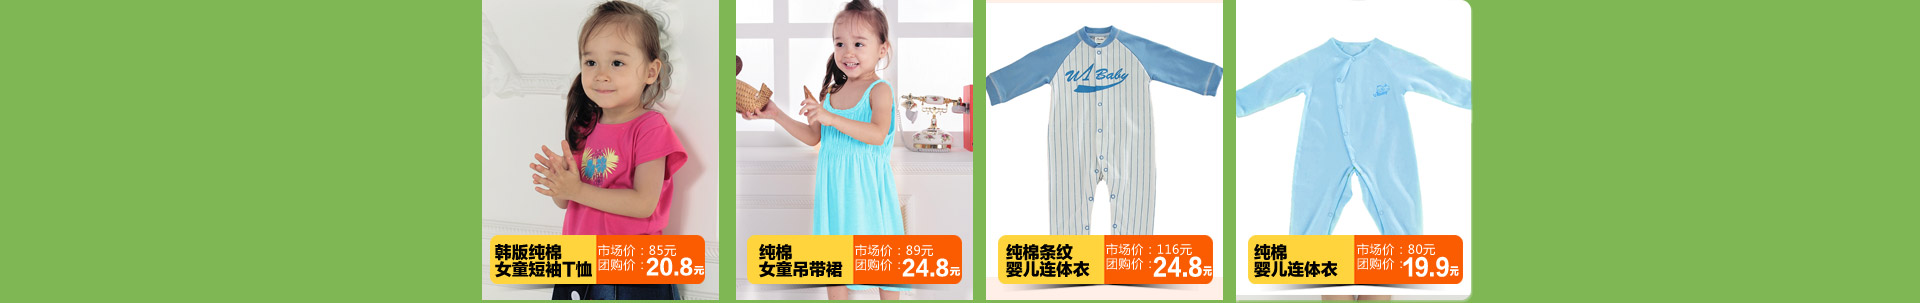 韩版纯棉
女童短袖T恤
市场价：85元
团购价：20.8元
纯棉
女童吊带裙
市场价：89元
团购价：24.8元
W1 Baby
纯棉条纹
婴儿连体衣
市场价：116元
团购价：24.8元
纯棉
婴儿连体衣
市场价：80元
团购价：19.9元